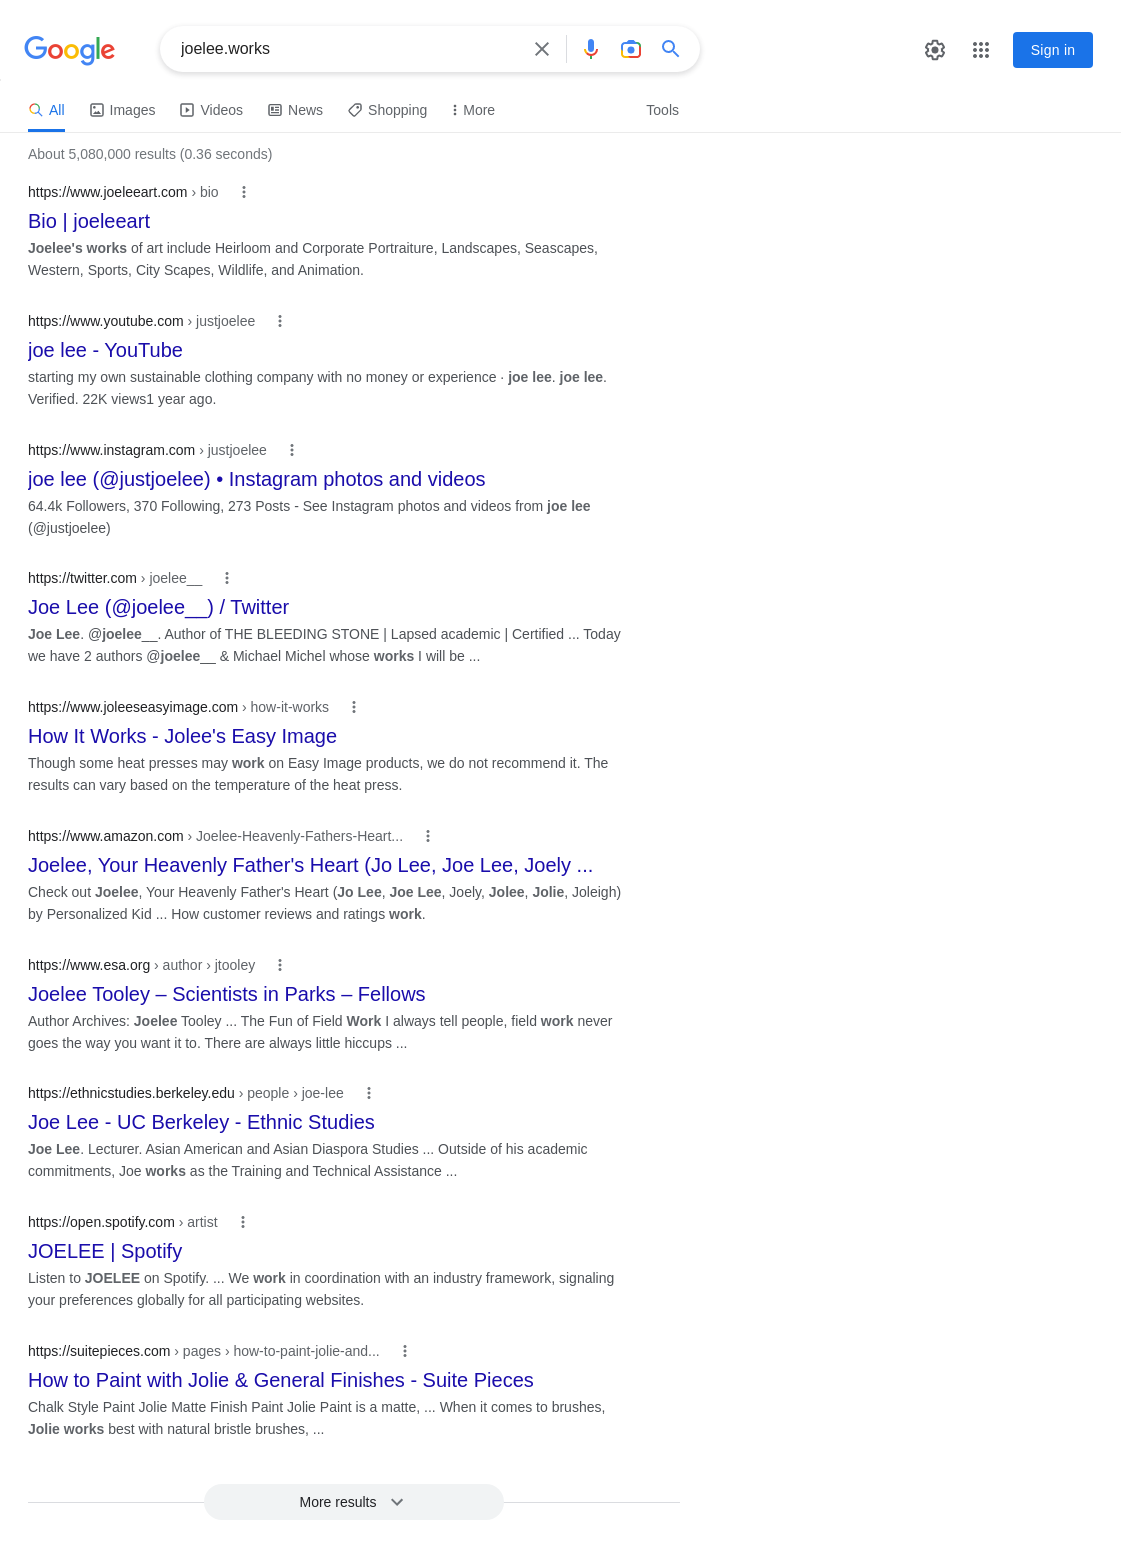 Google
joelee.works
Sign in
All Images Videos News Shopping More Tools
About 5,080,000 results (0.36 seconds)
https://www.joeleeart.com › bio
Bio | joeleeart
Joelee's works of art include Heirloom and Corporate Portraiture, Landscapes, Seascapes,
Western, Sports, City Scapes, Wildlife, and Animation.
https://www.youtube.com › justjoelee
joe lee - YouTube
starting my own sustainable clothing company with no money or experience · joe lee. joe lee.
Verified. 22K views1 year ago.
https://www.instagram.com › justjoelee
joe lee (@justjoelee) • Instagram photos and videos
64.4k Followers, 370 Following, 273 Posts - See Instagram photos and videos from joe lee
(@justjoelee)
https://twitter.com › joelee__
Joe Lee (@joelee__) / Twitter
Joe Lee. @joelee__. Author of THE BLEEDING STONE | Lapsed academic | Certified ... Today
we have 2 authors @joelee__ & Michael Michel whose works I will be ...
https://www.joleeseasyimage.com › how-it-works
How It Works - Jolee's Easy Image
Though some heat presses may work on Easy Image products, we do not recommend it. The
results can vary based on the temperature of the heat press.
https://www.amazon.com › Joelee-Heavenly-Fathers-Heart...
Joelee, Your Heavenly Father's Heart (Jo Lee, Joe Lee, Joely ...
Check out Joelee, Your Heavenly Father's Heart (Jo Lee, Joe Lee, Joely, Jolee, Jolie, Joleigh)
by Personalized Kid ... How customer reviews and ratings work.
https://www.esa.org › author › jtooley
Joelee Tooley – Scientists in Parks – Fellows
Author Archives: Joelee Tooley ... The Fun of Field Work I always tell people, field work never
goes the way you want it to. There are always little hiccups ...
https://ethnicstudies.berkeley.edu › people › joe-lee
Joe Lee - UC Berkeley - Ethnic Studies
Joe Lee. Lecturer. Asian American and Asian Diaspora Studies ... Outside of his academic
commitments, Joe works as the Training and Technical Assistance ...
https://open.spotify.com › artist
JOELEE | Spotify
Listen to JOELEE on Spotify. ... We work in coordination with an industry framework, signaling
your preferences globally for all participating websites.
https://suitepieces.com › pages › how-to-paint-jolie-and...
How to Paint with Jolie & General Finishes - Suite Pieces
Chalk Style Paint Jolie Matte Finish Paint Jolie Paint is a matte, ... When it comes to brushes,
Jolie works best with natural bristle brushes, ...
More results